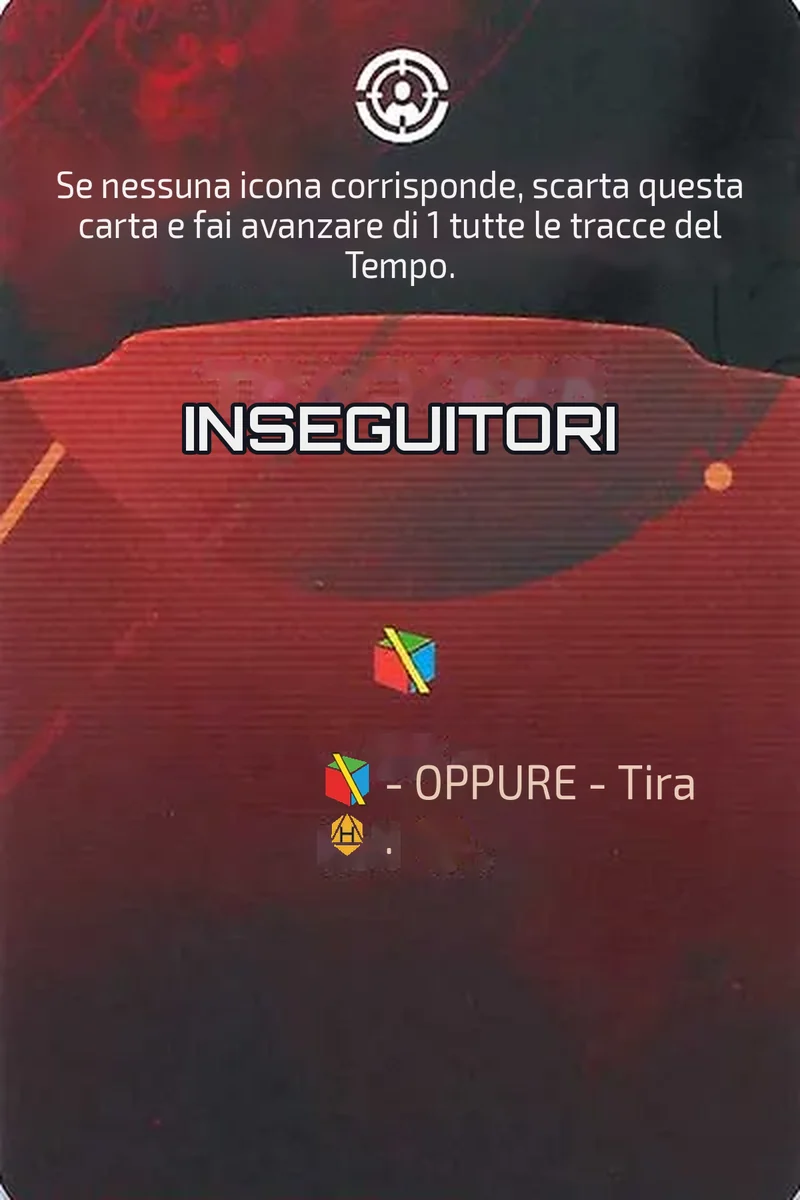 Se nessuna icona corrisponde, scarta questa
carta e fai avanzare di 1 tutte le tracce del
Tempo.
INSEGUITORI
- OPPURE - Tira
H .